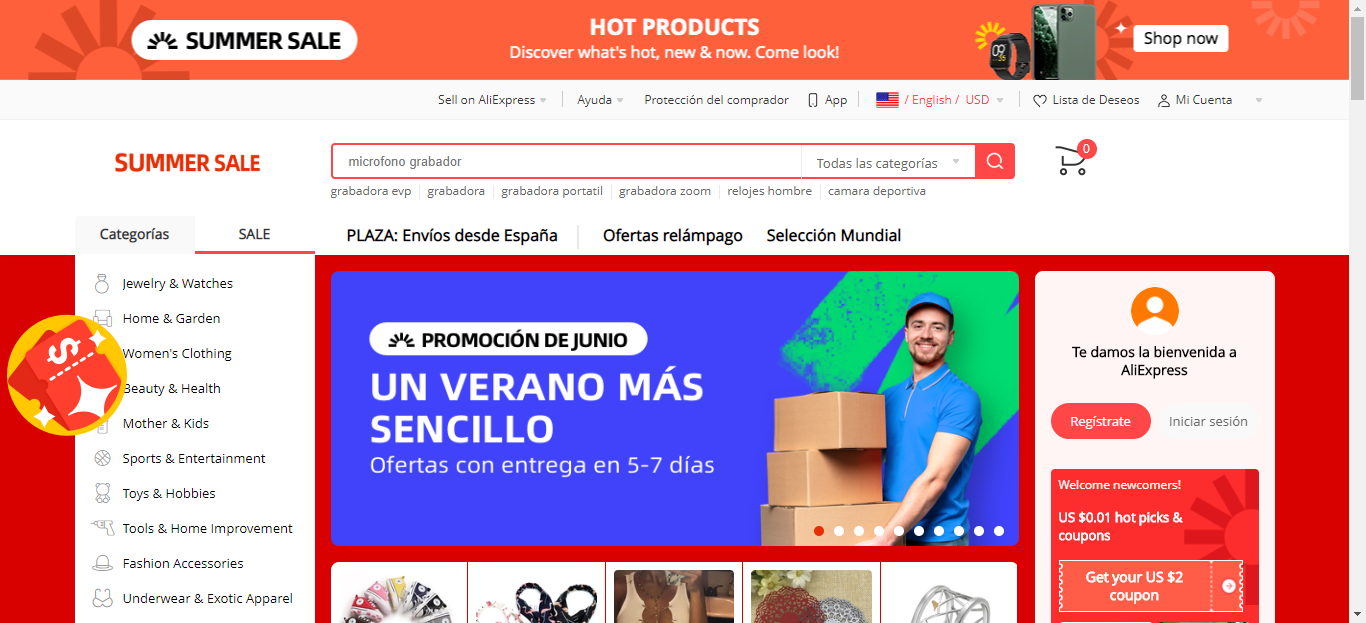 SUMMER SALE
HOT PRODUCTS
Discover what's hot, new & now. Come look!
Shop now
Sell on AliExpress
Ayuda
Protección del comprador
App
/ English / USD
Lista de Deseos
Mi Cuenta
SUMMER SALE
microfono grabador
Todas las categorías
0
grabadora evp
grabadora
grabadora portatil
grabadora zoom
relojes hombre
camara deportiva
Categorías
SALE
PLAZA: Envíos desde España
Ofertas relámpago
Selección Mundial
Jewelry & Watches
Home & Garden
Women's Clothing
Beauty & Health
Mother & Kids
Sports & Entertainment
Toys & Hobbies
Tools & Home Improvement
Fashion Accessories
Underwear & Exotic Apparel
$
PROMOCIÓN DE JUNIO
UN VERANO MÁS
SENCILLO
Ofertas con entrega en 5-7 días
Te damos la bienvenida a
AliExpress
Regístrate
Iniciar sesión
Welcome newcomers!
US $0.01 hot picks &
coupons
Get your US $2
coupon